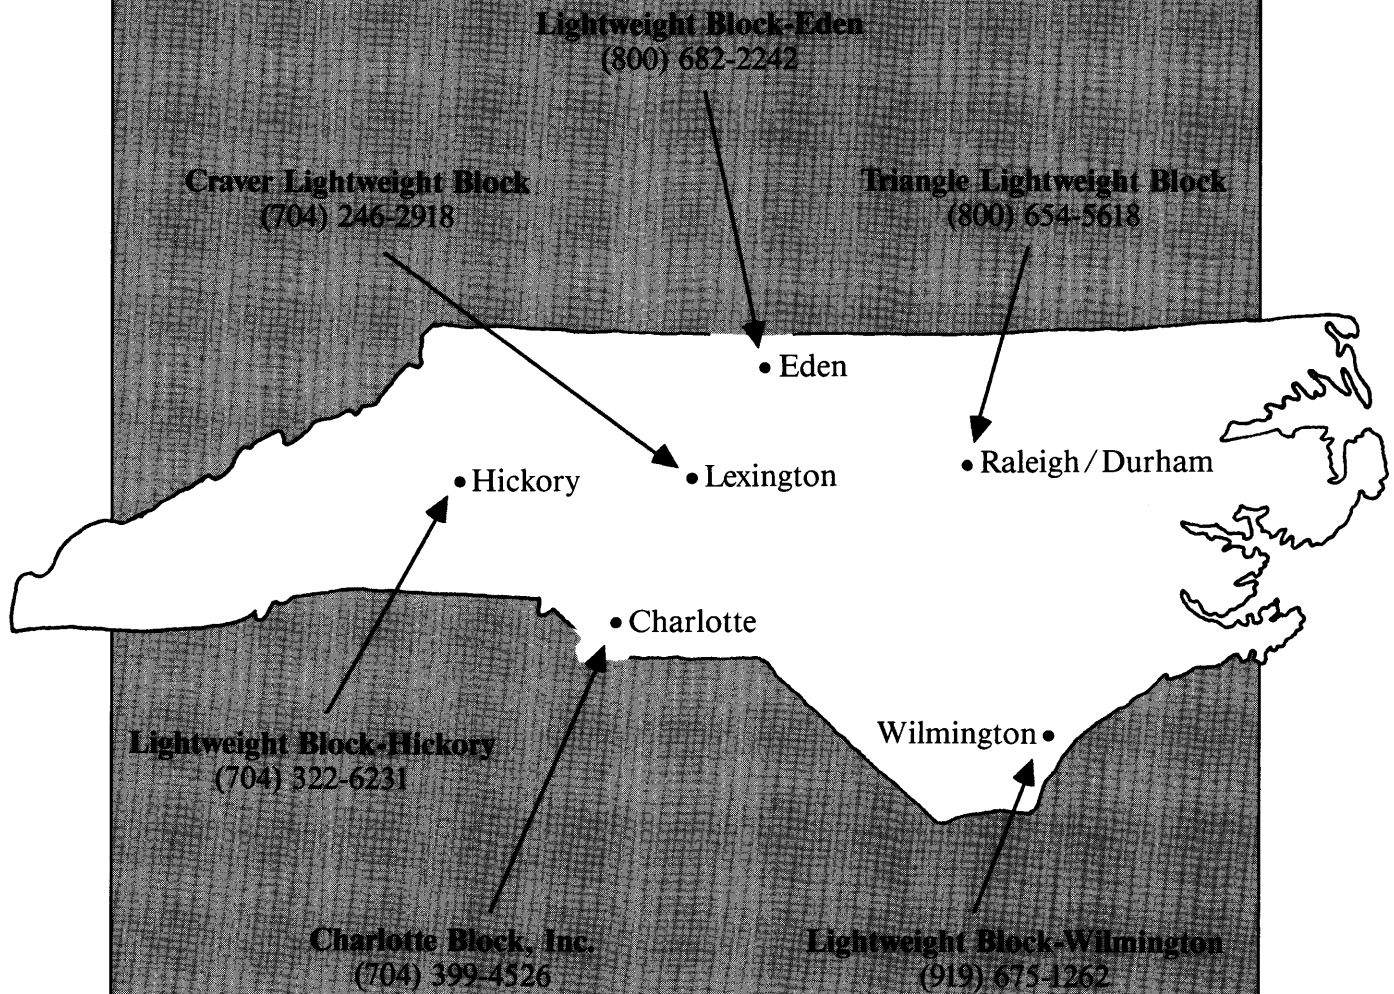 Lightweight Block-Eden
(800) 682-2242
Craver Lightweight Block
(704) 246-2918
Triangle Lightweight Block
(800) 654-5618
Eden
Hickory
Lexington
Raleigh/Durham
Charlotte
Wilmington
Lightweight Block-Hickory
(704) 322-6231
Charlotte Block, Inc.
(704) 399-4526
Lightweight Block-Wilmington
(919) 675-1262